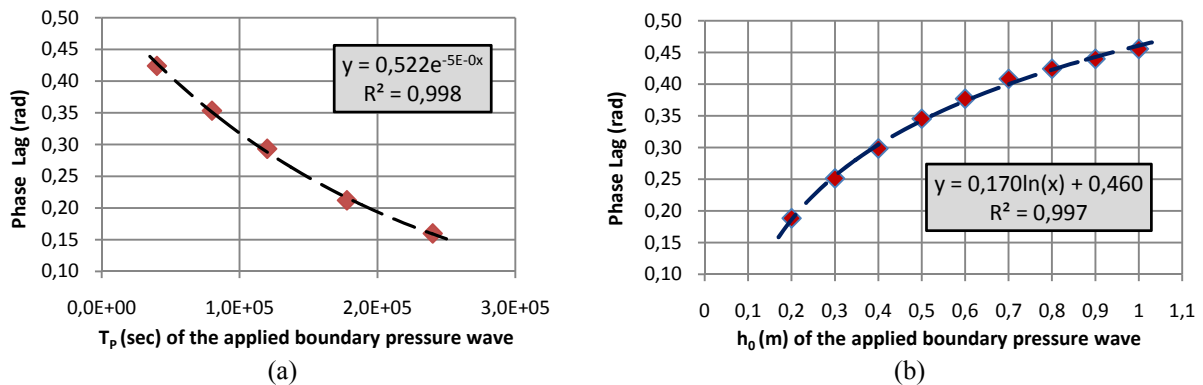 0,50
0,45
0,40
0,35
0,30
0,25
0,20
0,15
0,10
Phase Lag (rad)
y = 0,522e-5E-0x
R² = 0,998
0,0E+00 1,0E+05 2,0E+05 3,0E+05
TP (sec) of the applied boundary pressure wave
(a)
0,50
0,45
0,40
0,35
0,30
0,25
0,20
0,15
0,10
Phase Lag (rad)
y = 0,170ln(x) + 0,460
R² = 0,997
0 0,1 0,2 0,3 0,4 0,5 0,6 0,7 0,8 0,9 1 1,1
h0 (m) of the applied boundary pressure wave
(b)